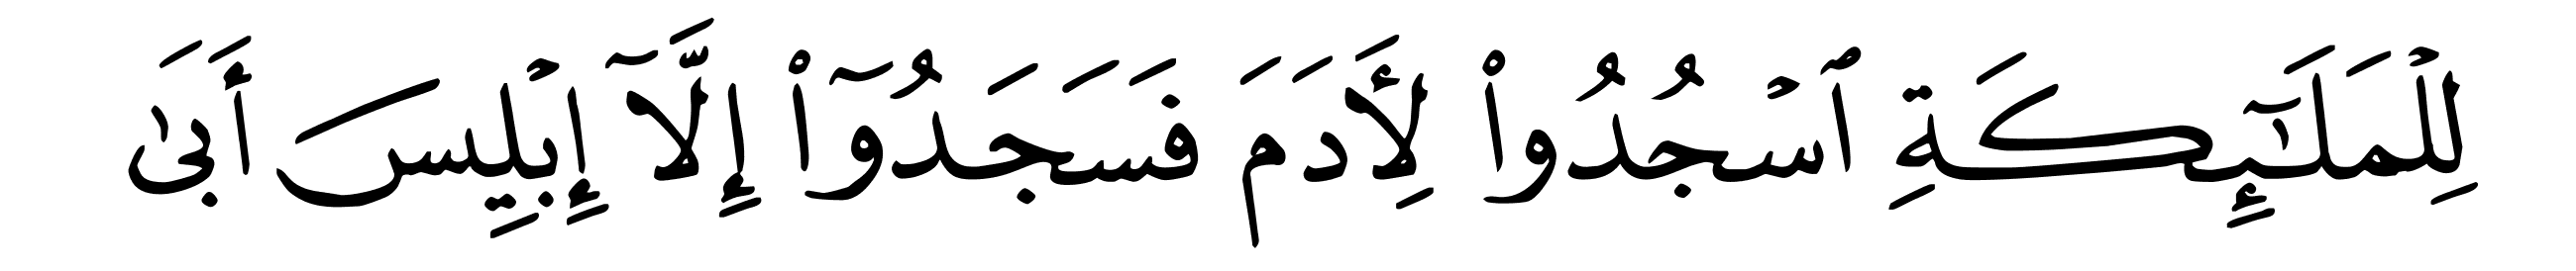 لِلْمَلَـٰٓئِكَةِ ٱسْجُدُوا۟ لِـَٔادَمَ فَسَجَدُوٓا۟ إِلَّآ إِبْلِيسَ أَبَىٰ